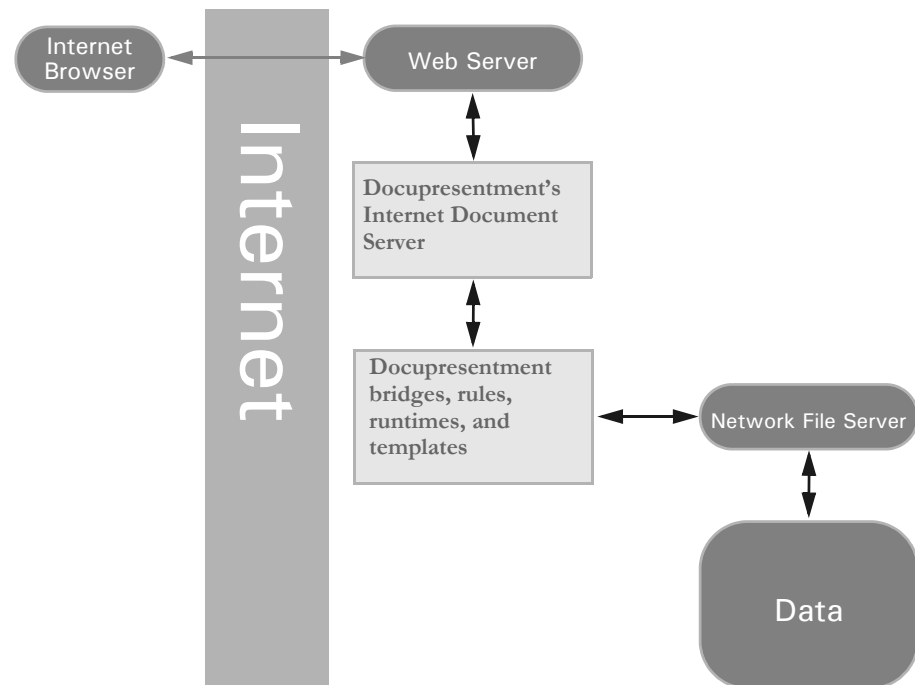 Internet
Browser
Web Server
Internet
Docupresentment's
Internet Document
Server
Docupresentment
bridges, rules,
runtimes, and
templates
Network File Server
Data